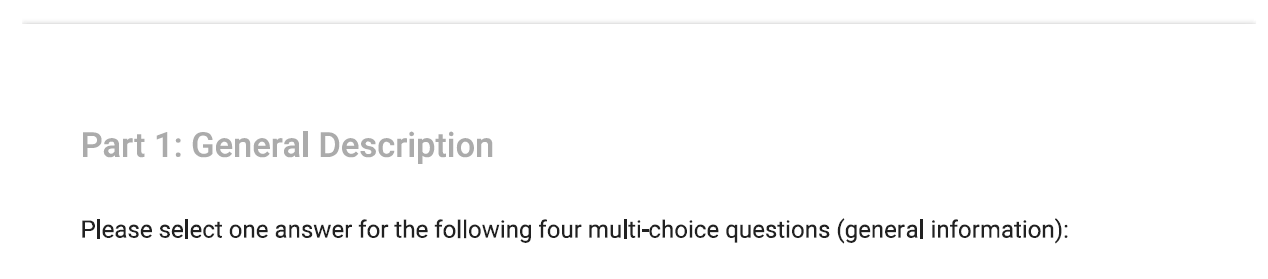 Part 1: General Description
Please select one answer for the following four multi-choice questions (general information):